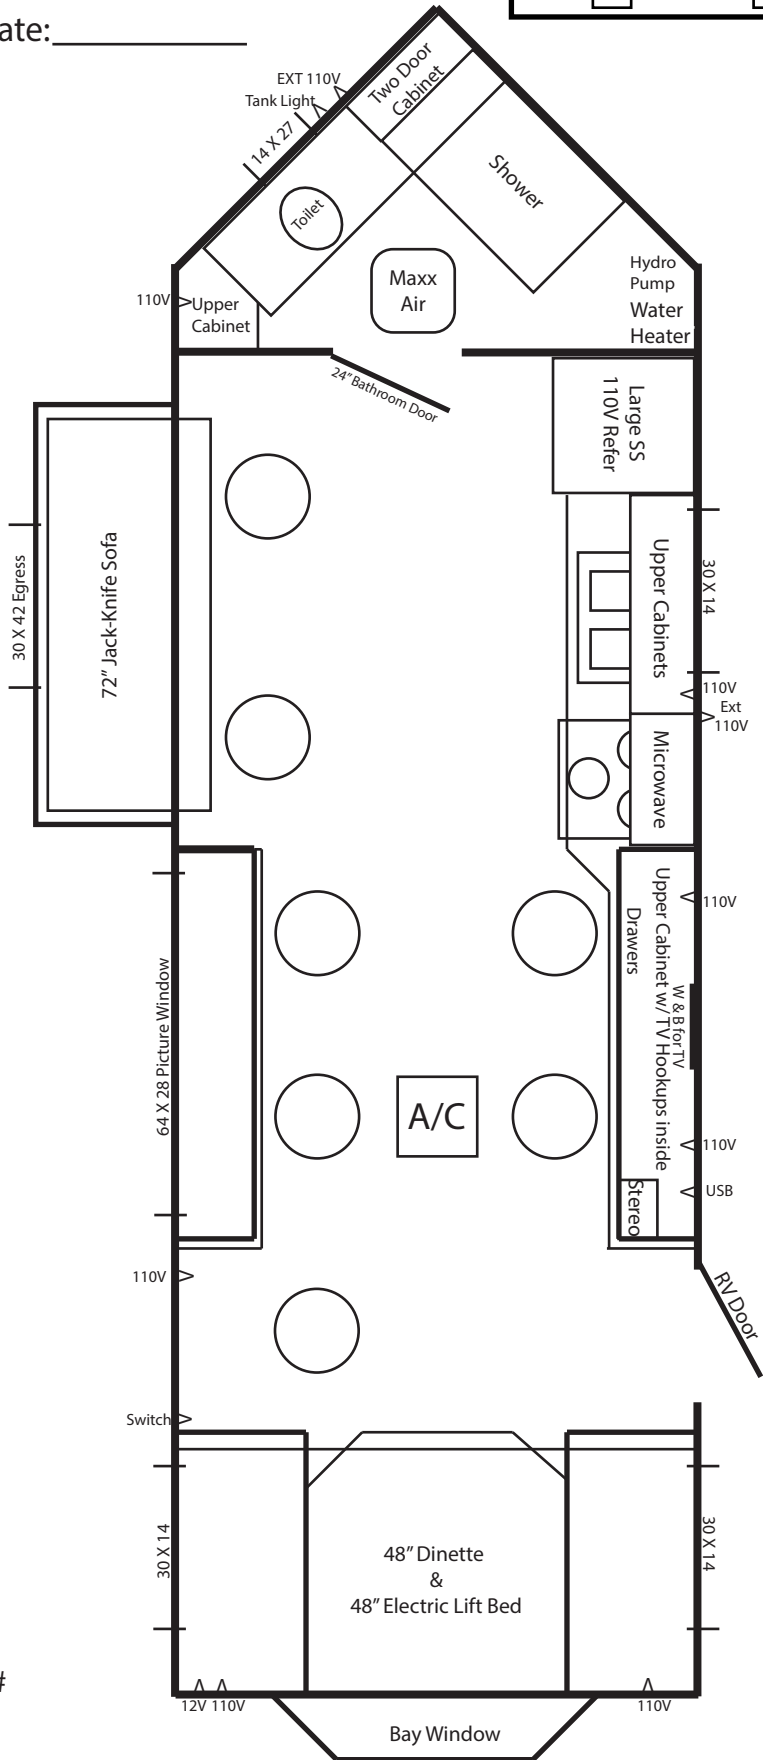 ate:
EXT 110V
Tank Light
14 X 27
Two Door
Cabinet
Shower
Toilet
Maxx
Air
Hydro
Pump
Water
Heater
110V
Upper
Cabinet
24" Bathroom Door
Large SS
110V Refer
30 X 42 Egress
72" Jack-Knife Sofa
Upper Cabinets
30 X 14
110V
Ext
110V
Microwave
64 X 28 Picture Window
Drawers
Upper Cabinet w/ TV Hookups inside
W & B for TV
110V
A/C
110V
USB
Stereo
110V
RV Door
Switch
30 X 14
48" Dinette
&
48" Electric Lift Bed
30 X 14
#
12V 110V
110V
Bay Window